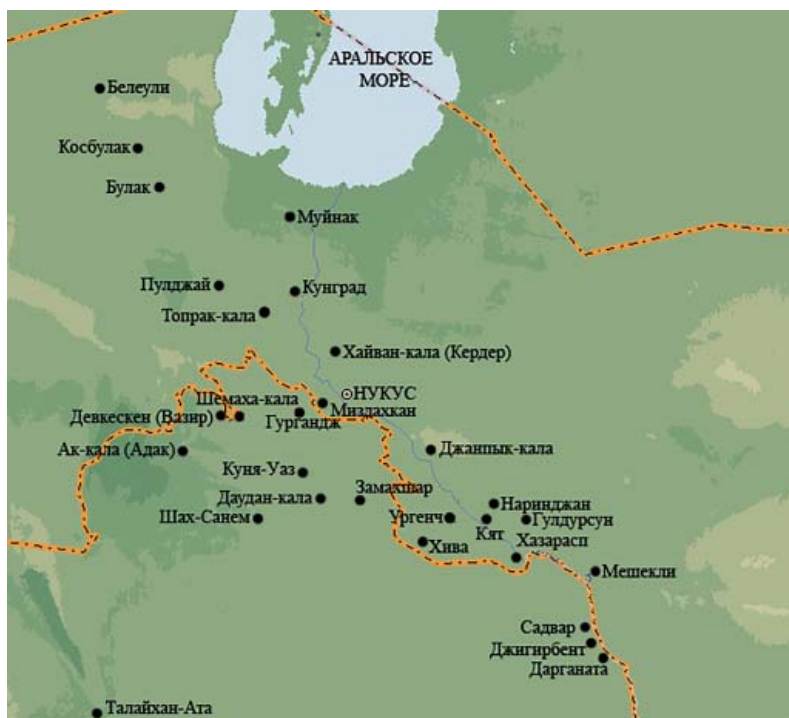 АРАЛЬСКОЕ
МОРЕ
Белеули
Косбулак
Булак
Муйнак
Пулджай
Кунград
Топрак-кала
Хайван-кала (Кердер)
НУКУС
Шемаха-кала
Миздахкан
Девкескен (Вазир)
Гургандж
Ак-кала (Адак)
Джанпык-кала
Куня-Уаз
Замахшар
Даудан-кала
Наринджан
Шах-Санем
Ургенч
Гулдурсун
Кят
Хива
Хазарасп
Мешекли
Садвар
Джигирбент
Дарганата
Талайхан-Ата